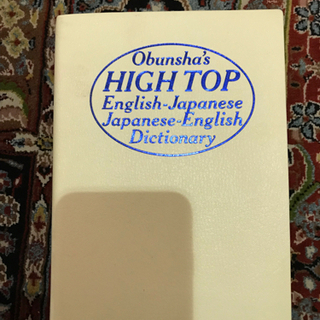 Obunsha's
HIGH TOP
English-Japanese
Japanese-English
Dictionary